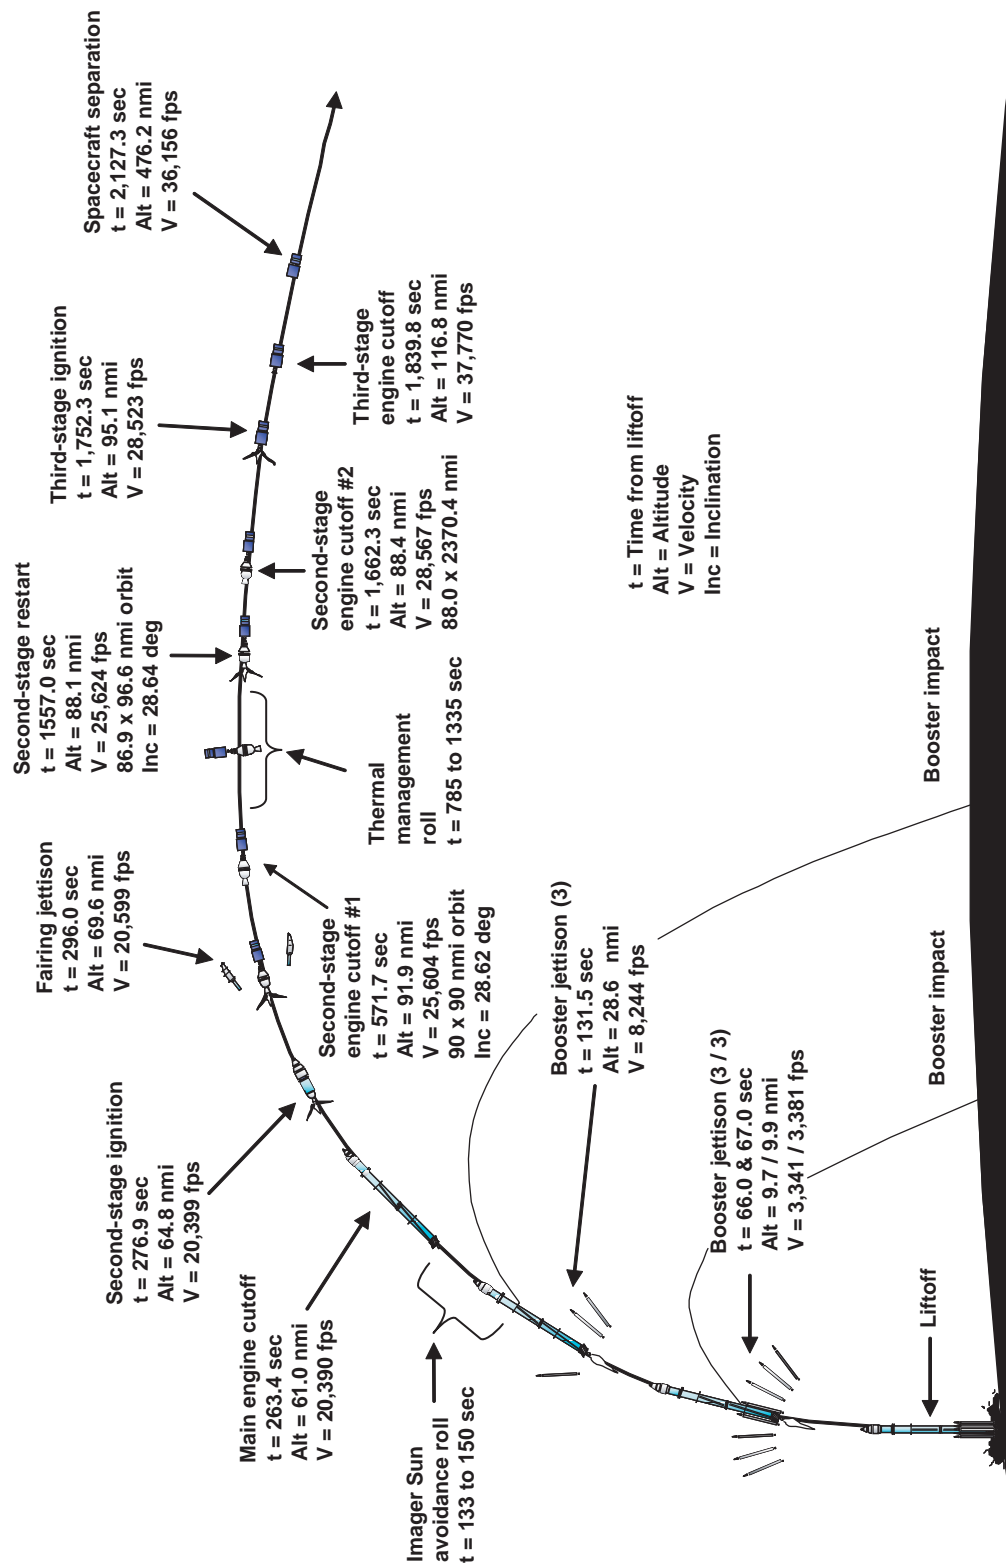 Liftoff
Booster jettison (3 / 3)
t = 66.0 & 67.0 sec
Alt = 9.7 / 9.9 nmi
V = 3,341 / 3,381 fps
Booster impact
Booster jettison (3)
t = 131.5 sec
Alt = 28.6 nmi
V = 8,244 fps
Booster impact
Imager Sun
avoidance roll
t = 133 to 150 sec
Main engine cutoff
t = 263.4 sec
Alt = 61.0 nmi
V = 20,390 fps
Second-stage ignition
t = 276.9 sec
Alt = 64.8 nmi
V = 20,399 fps
Fairing jettison
t = 296.0 sec
Alt = 69.6 nmi
V = 20,599 fps
Second-stage
engine cutoff #1
t = 571.7 sec
Alt = 91.9 nmi
V = 25,604 fps
90 x 90 nmi orbit
Inc = 28.62 deg
Thermal
management
roll
t = 785 to 1335 sec
Second-stage restart
t = 1557.0 sec
Alt = 88.1 nmi
V = 25,624 fps
86.9 x 96.6 nmi orbit
Inc = 28.64 deg
Second-stage
engine cutoff #2
t = 1,662.3 sec
Alt = 88.4 nmi
V = 28,567 fps
88.0 x 2370.4 nmi
Third-stage ignition
t = 1,752.3 sec
Alt = 95.1 nmi
V = 28,523 fps
Third-stage
engine cutoff
t = 1,839.8 sec
Alt = 116.8 nmi
V = 37,770 fps
Spacecraft separation
t = 2,127.3 sec
Alt = 476.2 nmi
V = 36,156 fps
t = Time from liftoff
Alt = Altitude
V = Velocity
Inc = Inclination